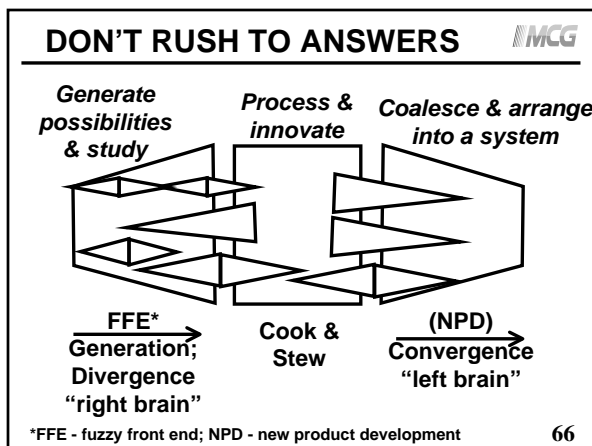 DON'T RUSH TO ANSWERS
MCG
Generate
possibilities
& study
Process &
innovate
Coalesce & arrange
into a system
FFE*
Generation;
Divergence
“right brain”
Cook &
Stew
(NPD)
Convergence
“left brain”
*FFE - fuzzy front end; NPD - new product development
66